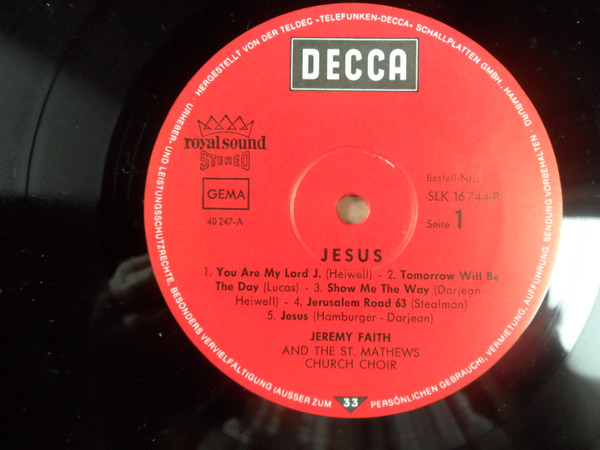 HERGESTELLT VON DER TELDEC »TELEFUNKEN-DECCA« SCHALLPLATTEN GMBH., HAMBURG · URHEBER- UND LEISTUNGSSCHUTZRECHTE, BESONDERS VERVIELFÄLTIGUNG (AUSSER ZUM PERSÖNLICHEN GEBRAUCH), VERMIETUNG, AUFFÜHRUNG, SENDUNG VORBEHALTEN
DECCA
royal sound
STEREO
GEMA
40 247-A
Bestell-Nr.:
SLK 16 744-P
Seite 1
JESUS
1. You Are My Lord J. (Heiwell) - 2. Tomorrow Will Be
The Day (Lucas) - 3. Show Me The Way (Darjean -
Heiwell) - 4. Jerusalem Road 63 (Stealman)
5. Jesus (Hamburger - Darjean)
JEREMY FAITH
AND THE ST. MATHEWS
CHURCH CHOIR
33